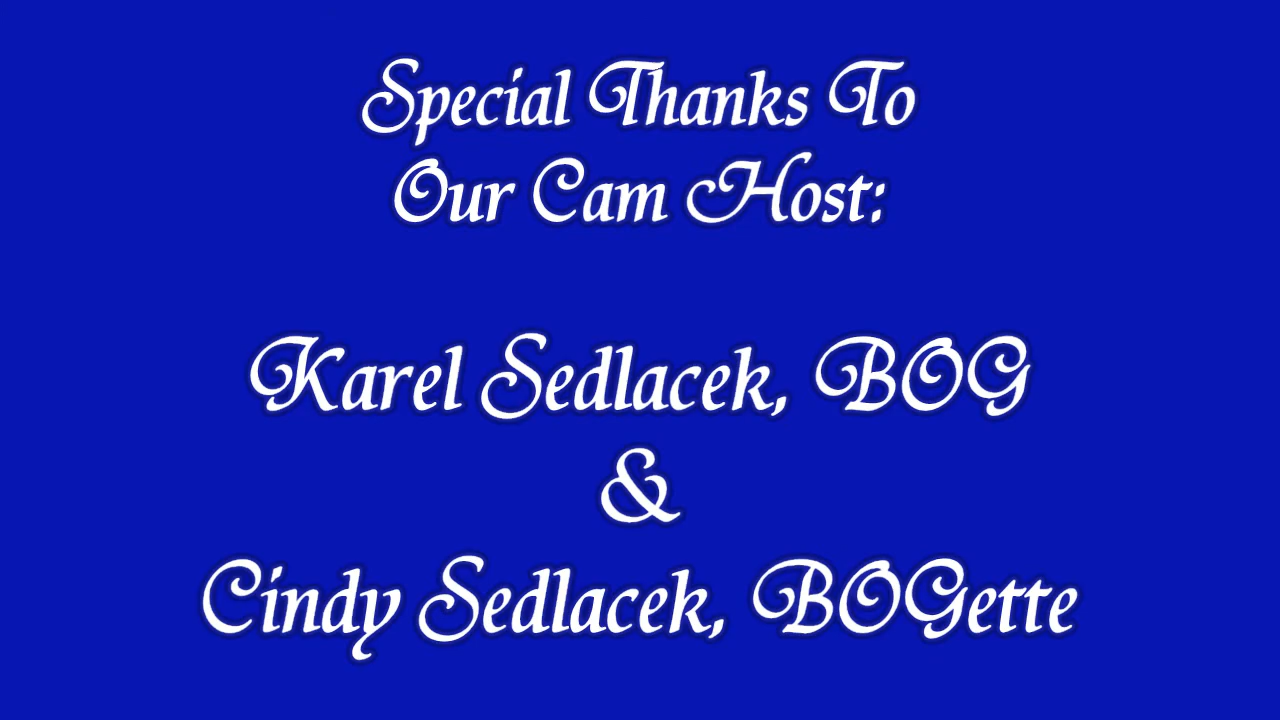 Special Thanks To
Our Cam Host:
Karel Sedlacek, BOG
&
Cindy Sedlacek, BOGette